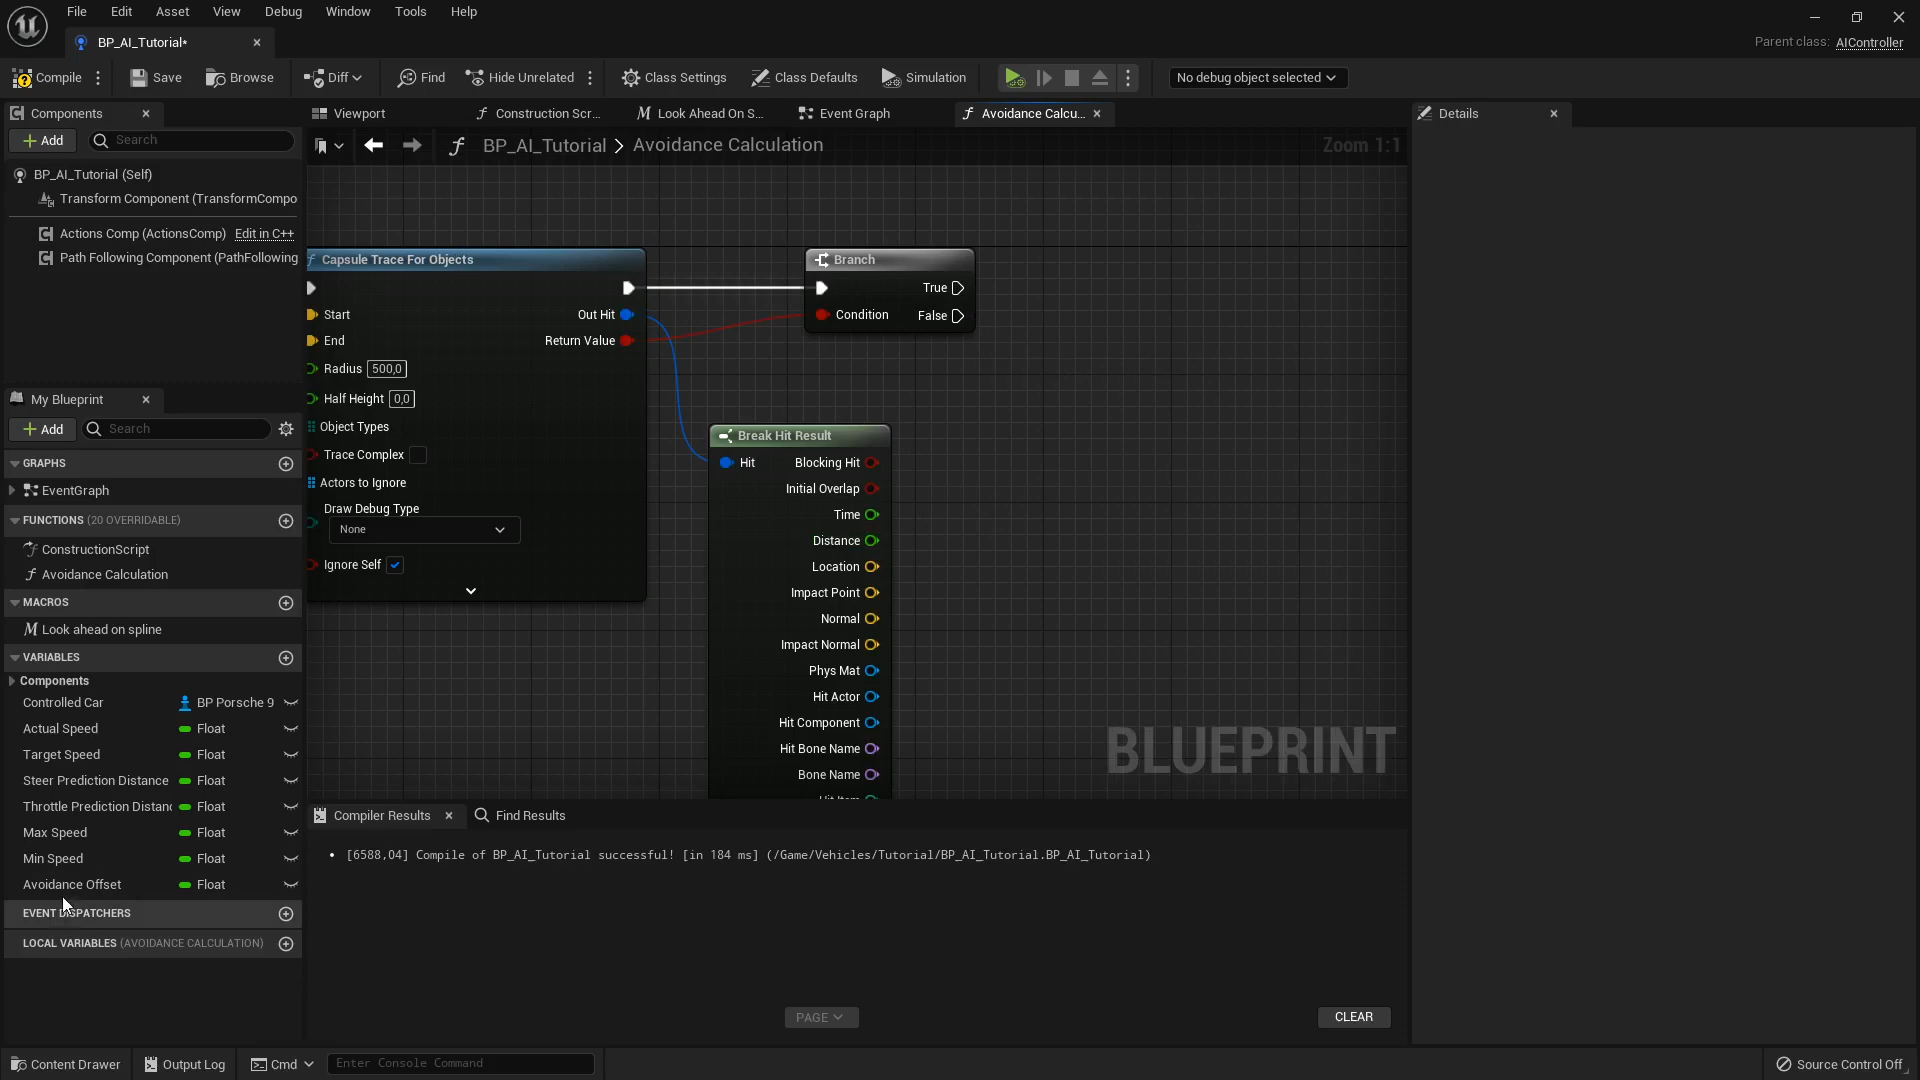 File Edit Asset View Debug Window Tools Help
BP_AI_Tutorial*
Parent class: AIController
Compile Save Browse Diff Find Hide Unrelated Class Settings Class Defaults Simulation No debug object selected
Components
Viewport Construction Scr... Look Ahead On S... Event Graph Avoidance Calcu... Details
Add Search
BP_AI_Tutorial > Avoidance Calculation Zoom 1:1
BP_AI_Tutorial (Self)
Transform Component (TransformCompo
Actions Comp (ActionsComp) Edit in C++
Path Following Component (PathFollowing
Capsule Trace For Objects
Start
End
Radius 500,0
Half Height 0,0
Object Types
Trace Complex
Actors to Ignore
Draw Debug Type
None
Ignore Self
Out Hit
Return Value
Branch
True
Condition False
Break Hit Result
Hit Blocking Hit
Initial Overlap
Time
Distance
Location
Impact Point
Normal
Impact Normal
Phys Mat
Hit Actor
Hit Component
Hit Bone Name
Bone Name
Hit Item
BLUEPRINT
My Blueprint
Add Search
GRAPHS
EventGraph
FUNCTIONS (20 OVERRIDABLE)
ConstructionScript
Avoidance Calculation
MACROS
Look ahead on spline
VARIABLES
Components
Controlled Car BP Porsche 9
Actual Speed Float
Target Speed Float
Steer Prediction Distance Float
Throttle Prediction Distanc Float
Max Speed Float
Min Speed Float
Avoidance Offset Float
EVENT DISPATCHERS
LOCAL VARIABLES (AVOIDANCE CALCULATION)
Compiler Results Find Results
[6588,04] Compile of BP_AI_Tutorial successful! [in 184 ms] (/Game/Vehicles/Tutorial/BP_AI_Tutorial.BP_AI_Tutorial)
PAGE CLEAR
Content Drawer Output Log Cmd Enter Console Command Source Control Off